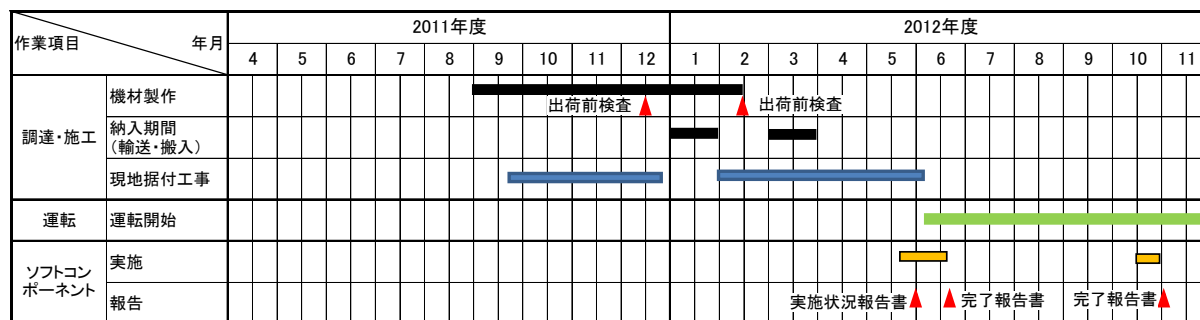 2011年度 2012年度
作業項目 年月
4 5 6 7 8 9 10 11 12 1 2 3 4 5 6 7 8 9 10 11
調達・施工
機材製作
出荷前検査 出荷前検査
納入期間
(輸送・搬入)
現地据付工事
運転 運転開始
ソフトコン
ポーネント
実施
報告 実施状況報告書 完了報告書 完了報告書